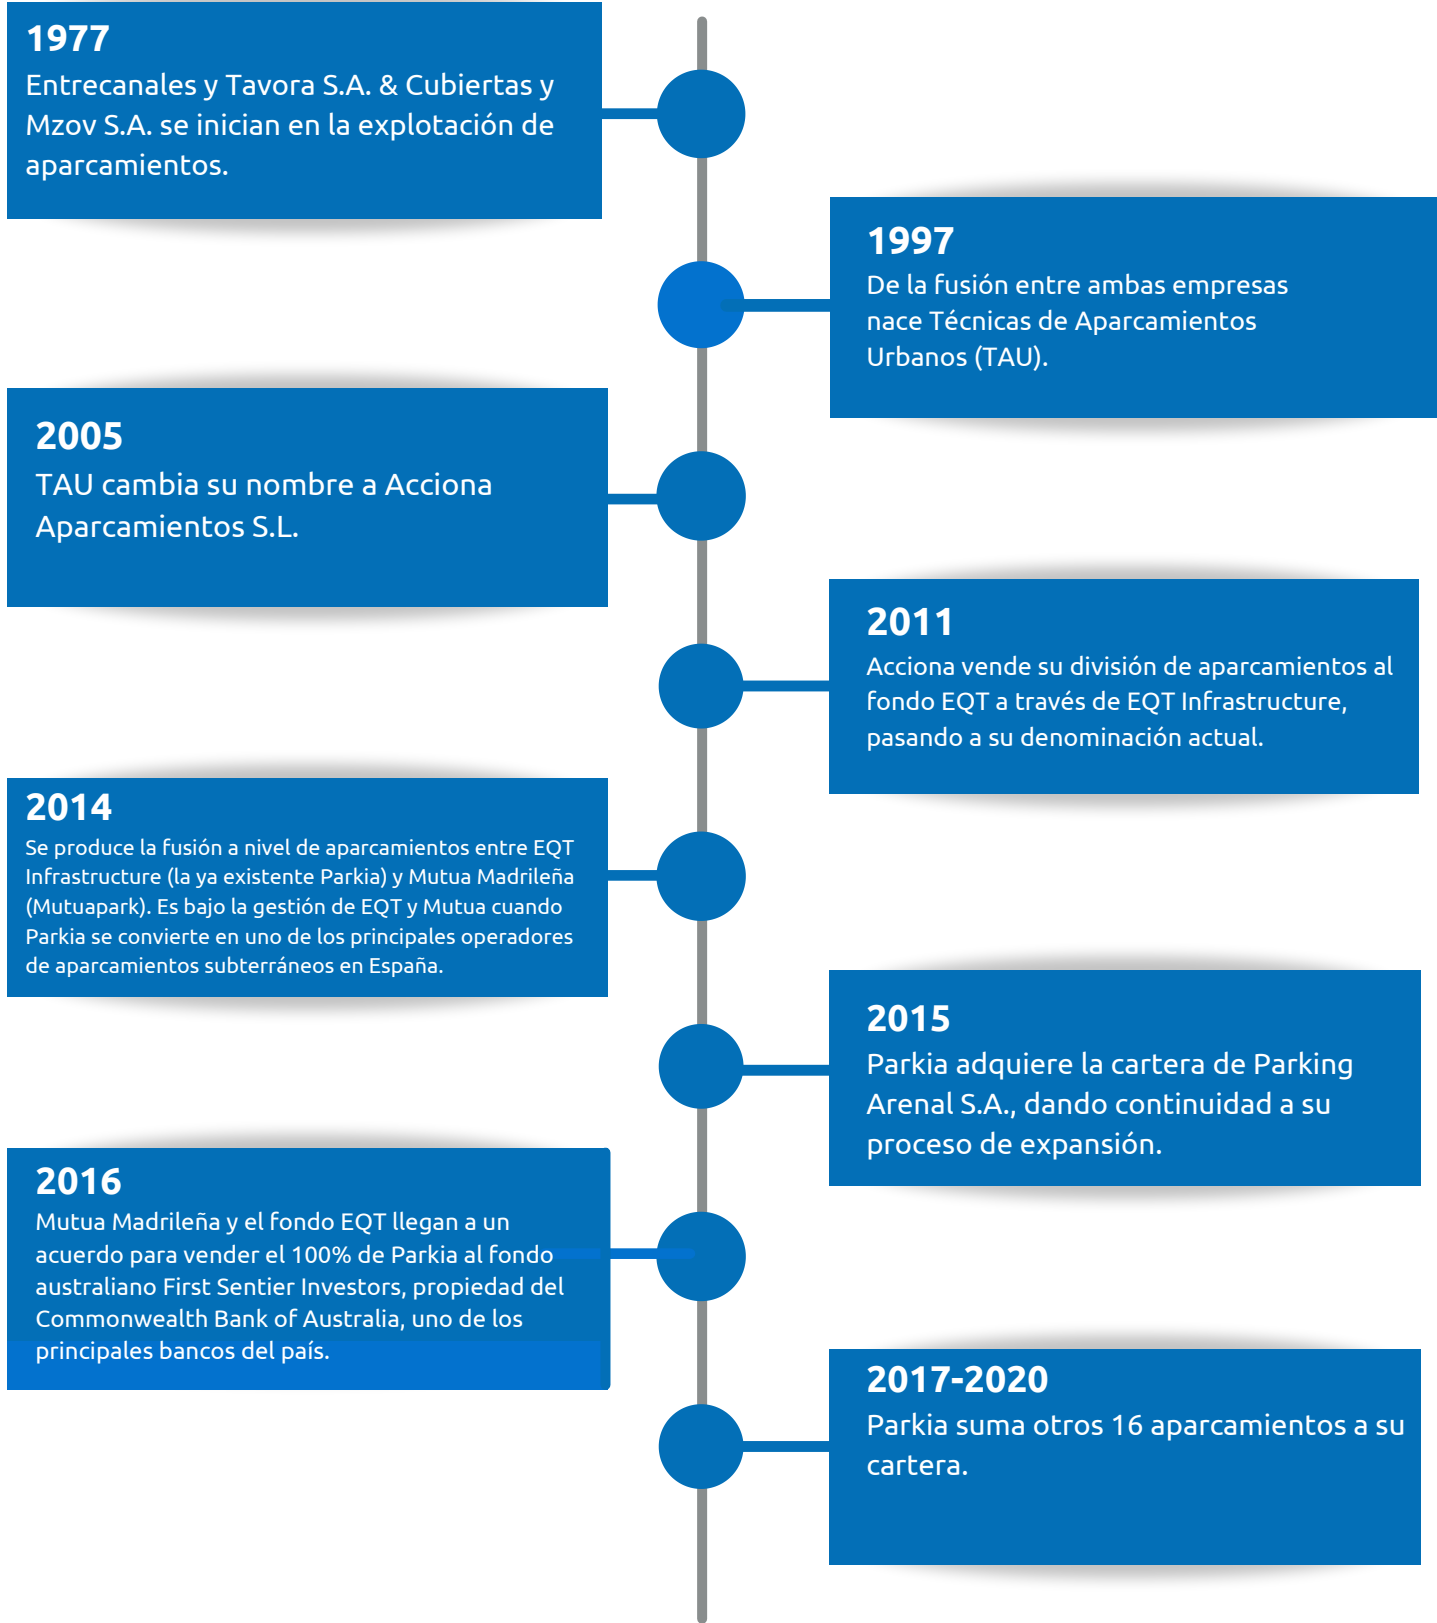 1977
Entrecanales y Tavora S.A. & Cubiertas y
Mzov S.A. se inician en la explotación de
aparcamientos.
1997
De la fusión entre ambas empresas
nace Técnicas de Aparcamientos
Urbanos (TAU).
2005
TAU cambia su nombre a Acciona
Aparcamientos S.L.
2011
Acciona vende su división de aparcamientos al
fondo EQT a través de EQT Infrastructure,
pasando a su denominación actual.
2014
Se produce la fusión a nivel de aparcamientos entre EQT
Infrastructure (la ya existente Parkia) y Mutua Madrileña
(Mutuapark). Es bajo la gestión de EQT y Mutua cuando
Parkia se convierte en uno de los principales operadores
de aparcamientos subterráneos en España.
2015
Parkia adquiere la cartera de Parking
Arenal S.A., dando continuidad a su
proceso de expansión.
2016
Mutua Madrileña y el fondo EQT llegan a un
acuerdo para vender el 100% de Parkia al fondo
australiano First Sentier Investors, propiedad del
Commonwealth Bank of Australia, uno de los
principales bancos del país.
2017-2020
Parkia suma otros 16 aparcamientos a su
cartera.